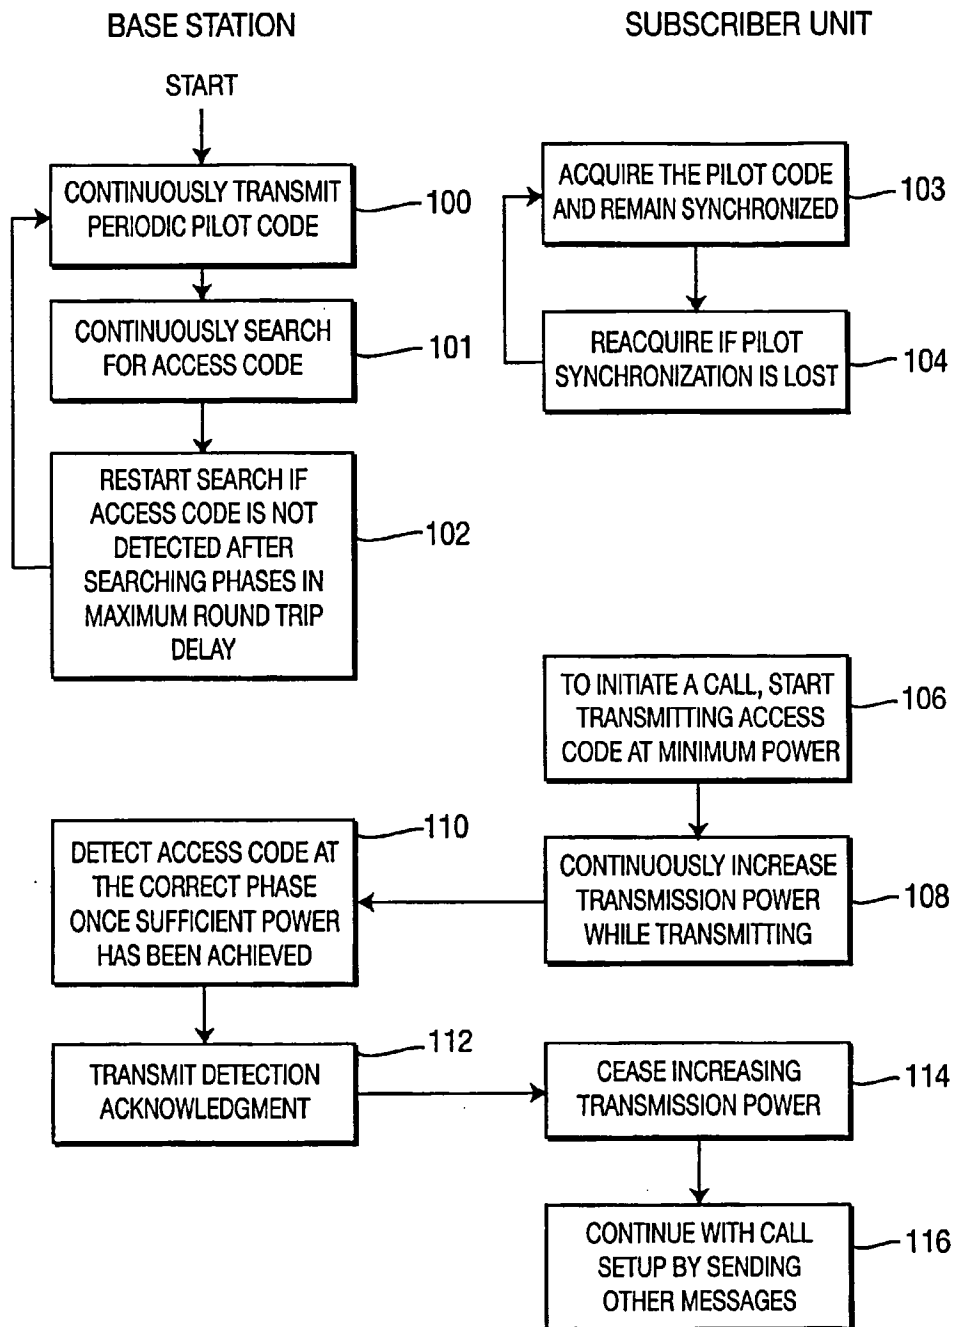 BASE STATION
SUBSCRIBER UNIT
START
CONTINUOUSLY TRANSMIT
PERIODIC PILOT CODE
100
CONTINUOUSLY SEARCH
FOR ACCESS CODE
101
RESTART SEARCH IF
ACCESS CODE IS NOT
DETECTED AFTER
SEARCHING PHASES IN
MAXIMUM ROUND TRIP
DELAY
102
ACQUIRE THE PILOT CODE
AND REMAIN SYNCHRONIZED
103
REACQUIRE IF PILOT
SYNCHRONIZATION IS LOST
104
TO INITIATE A CALL, START
TRANSMITTING ACCESS
CODE AT MINIMUM POWER
106
CONTINUOUSLY INCREASE
TRANSMISSION POWER
WHILE TRANSMITTING
108
DETECT ACCESS CODE AT
THE CORRECT PHASE
ONCE SUFFICIENT POWER
HAS BEEN ACHIEVED
110
TRANSMIT DETECTION
ACKNOWLEDGMENT
112
CEASE INCREASING
TRANSMISSION POWER
114
CONTINUE WITH CALL
SETUP BY SENDING
OTHER MESSAGES
116